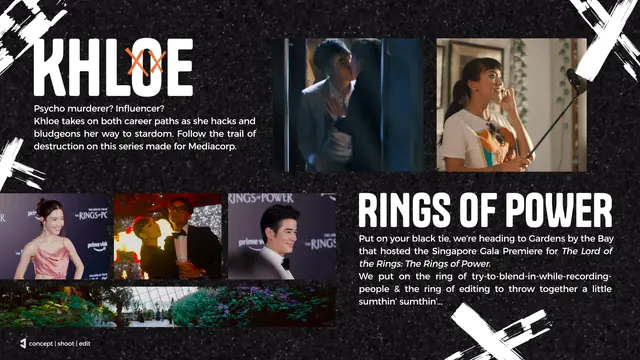 KHLOE
Psycho murderer? Influencer?
Khloe takes on both career paths as she hacks and
bludgeons her way to stardom. Follow the trail of
destruction on this series made for Mediacorp.
RINGS OF POWER
Put on your black tie, we're heading to Gardens by the Bay
that hosted the Singapore Gala Premiere for The Lord of
the Rings: The Rings of Power.
We put on the ring of try-to-blend-in-while-recording-
people & the ring of editing to throw together a little
sumthin' sumthin'...
THE RINGS OF POWER
prime video
RINGS OF POWER
prime
THE RINGS
concept | shoot | edit